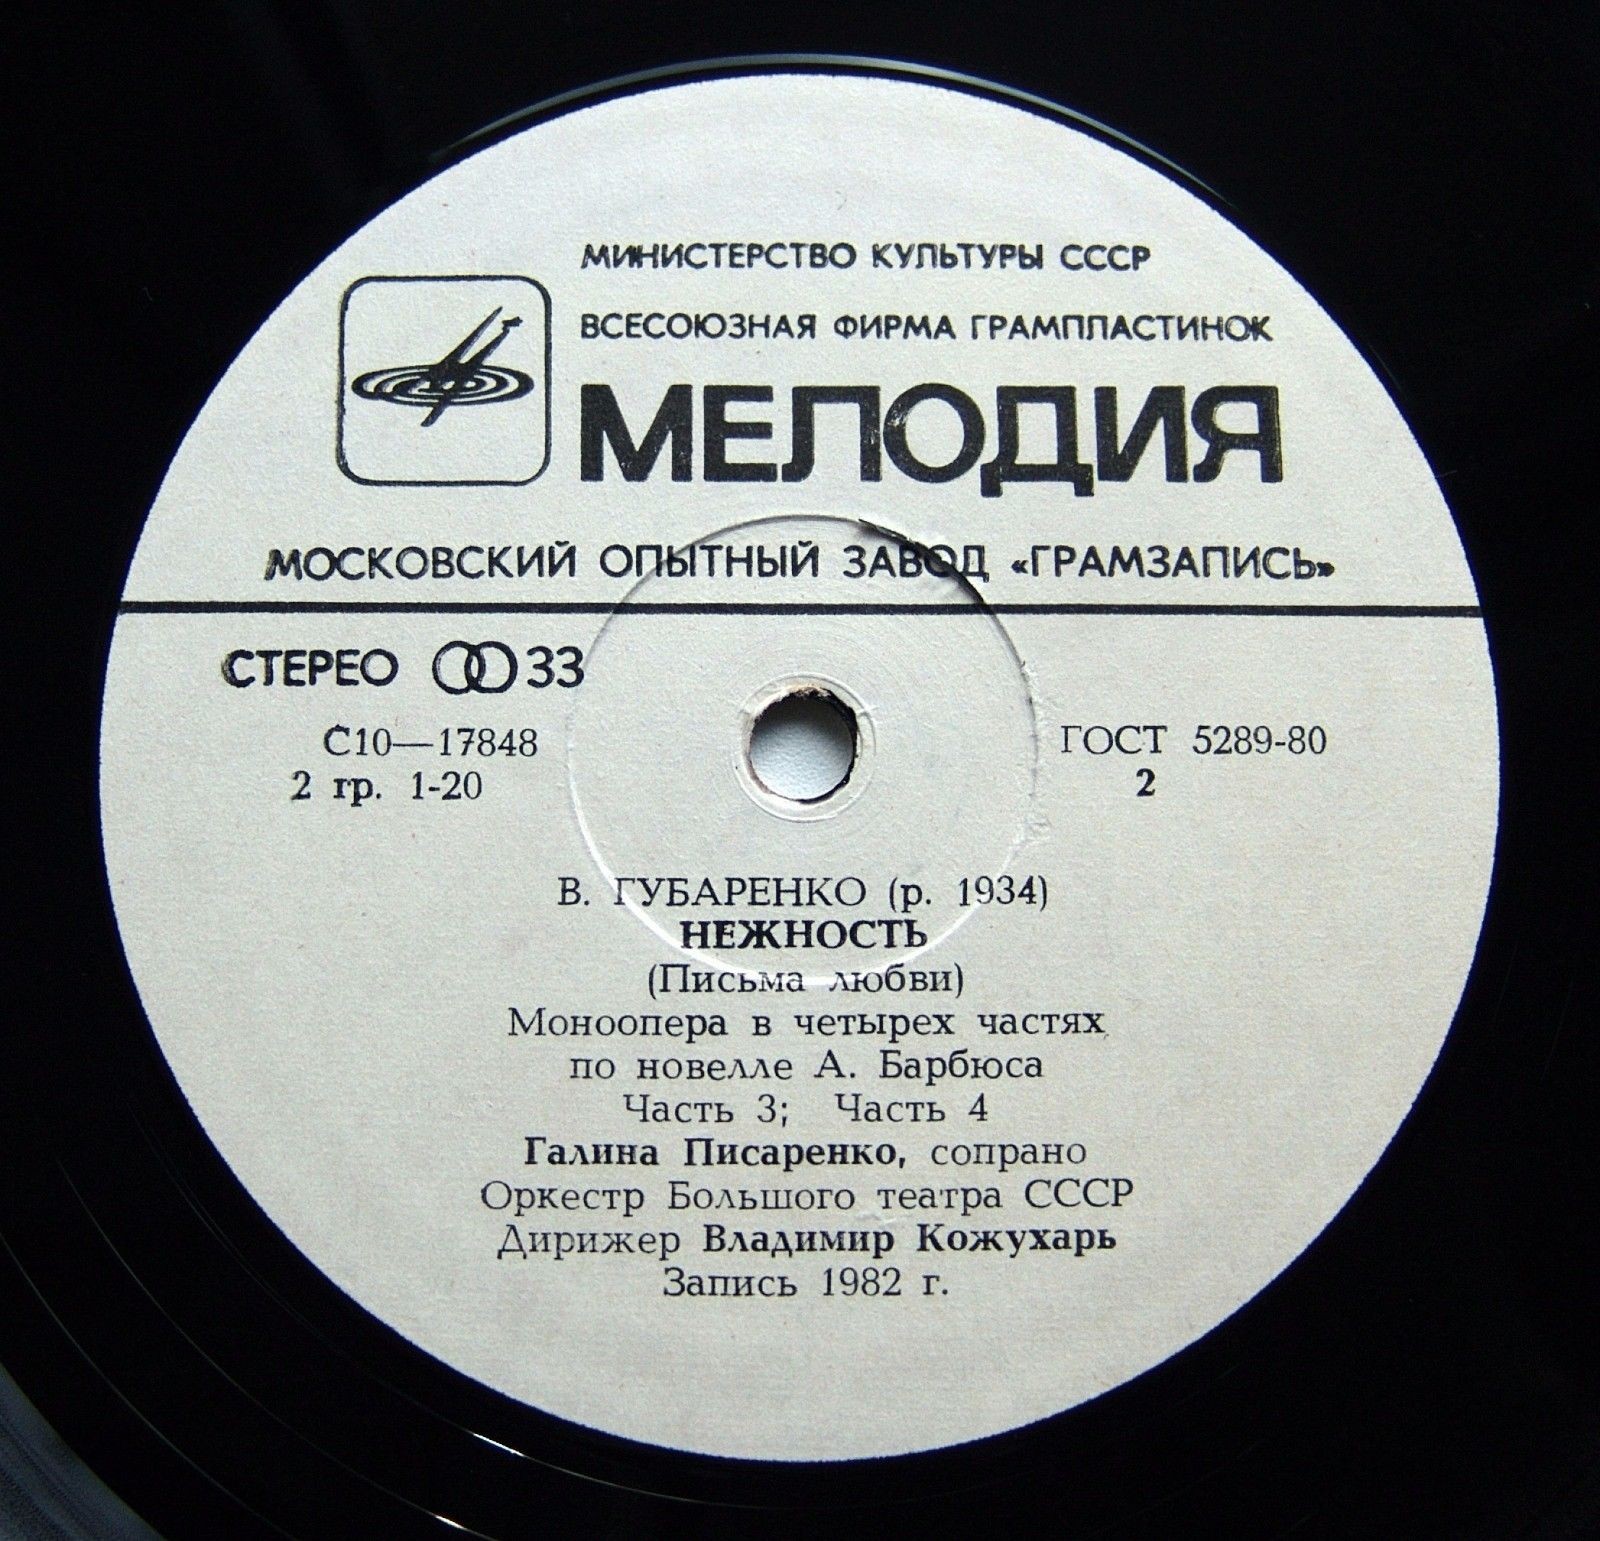 МИНИСТЕРСТВО КУЛЬТУРЫ СССР
ВСЕСОЮЗНАЯ ФИРМА ГРАМПЛАСТИНОК
МЕЛОДИЯ
МОСКОВСКИЙ ОПЫТНЫЙ ЗАВОД «ГРАМЗАПИСЬ»
СТЕРЕО 33
С10—17848
2 гр. 1-20
ГОСТ 5289-80
2
В. ГУБАРЕНКО (р. 1934)
НЕЖНОСТЬ
(Письма любви)
Моноопера в четырех частях
по новелле А. Барбюса
Часть 3; Часть 4
Галина Писаренко, сопрано
Оркестр Большого театра СССР
Дирижер Владимир Кожухарь
Запись 1982 г.